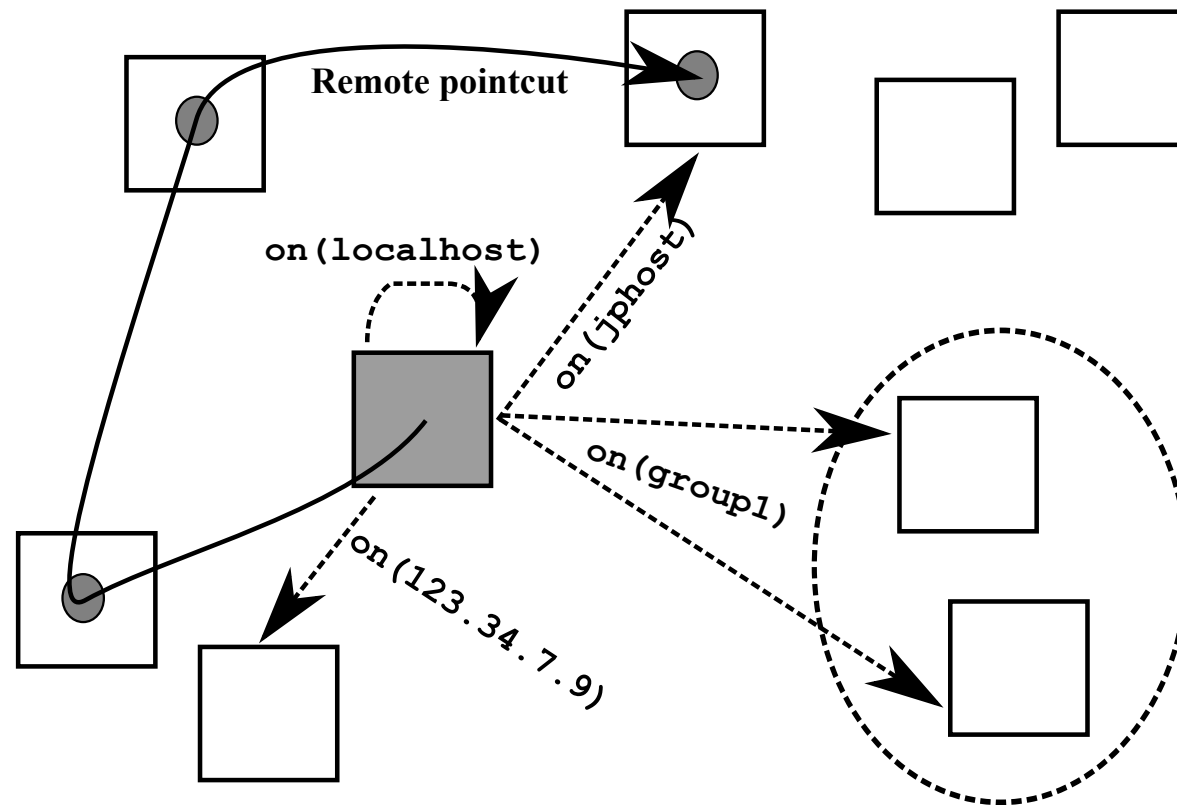 Remote pointcut
on(localhost)
on(jphost)
on(group1)
on(123.34.7.9)